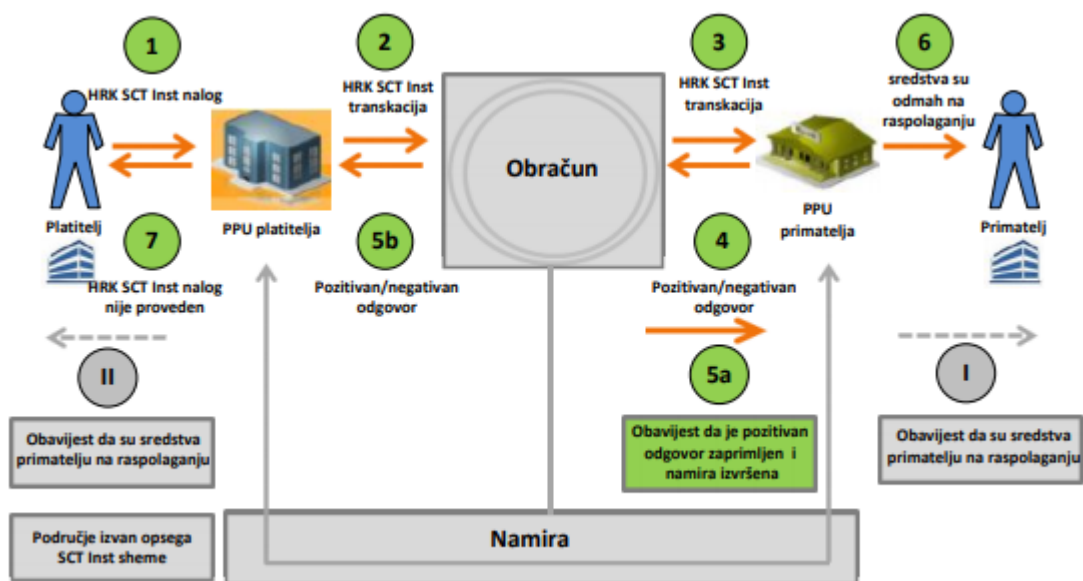 1
HRK SCT Inst nalog
2
HRK SCT Inst
transkacija
3
HRK SCT Inst
transkacija
6
sredstva su
odmah na
raspolaganju
Obračun
Platitelj
PPU platitelja
PPU
primatelja
Primatelj
7
HRK SCT Inst nalog
nije proveden
5b
Pozitivan/negativan
odgovor
4
Pozitivan/negativan
odgovor
II
5a
I
Obavijest da su sredstva
primatelju na raspolaganju
Obavijest da je pozitivan
odgovor zaprimljen i
namira izvršena
Obavijest da su sredstva
primatelju na raspolaganju
Područje izvan opsega
SCT Inst sheme
Namira